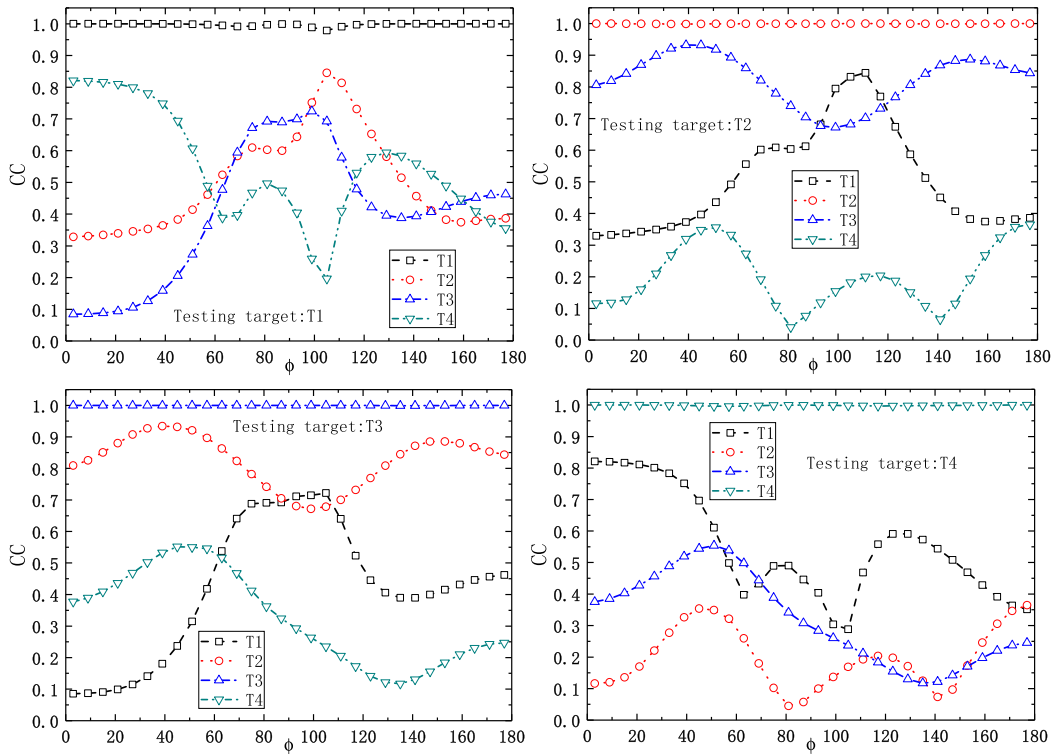 1.0
0.9
0.8
0.7
0.6
0.5
0.4
0.3
0.2
0.1
0.0
CC
Testing target:T1
T1
T2
T3
T4
0 20 40 60 80 100 120 140 160 180
ϕ
1.0
0.9
0.8
0.7
0.6
0.5
0.4
0.3
0.2
0.1
0.0
CC
Testing target:T2
T1
T2
T3
T4
0 20 40 60 80 100 120 140 160 180
ϕ
1.0
0.9
0.8
0.7
0.6
0.5
0.4
0.3
0.2
0.1
0.0
CC
Testing target:T3
T1
T2
T3
T4
0 20 40 60 80 100 120 140 160 180
ϕ
1.0
0.9
0.8
0.7
0.6
0.5
0.4
0.3
0.2
0.1
0.0
CC
T1
T2
T3
T4
Testing target:T4
0 20 40 60 80 100 120 140 160 180
ϕ